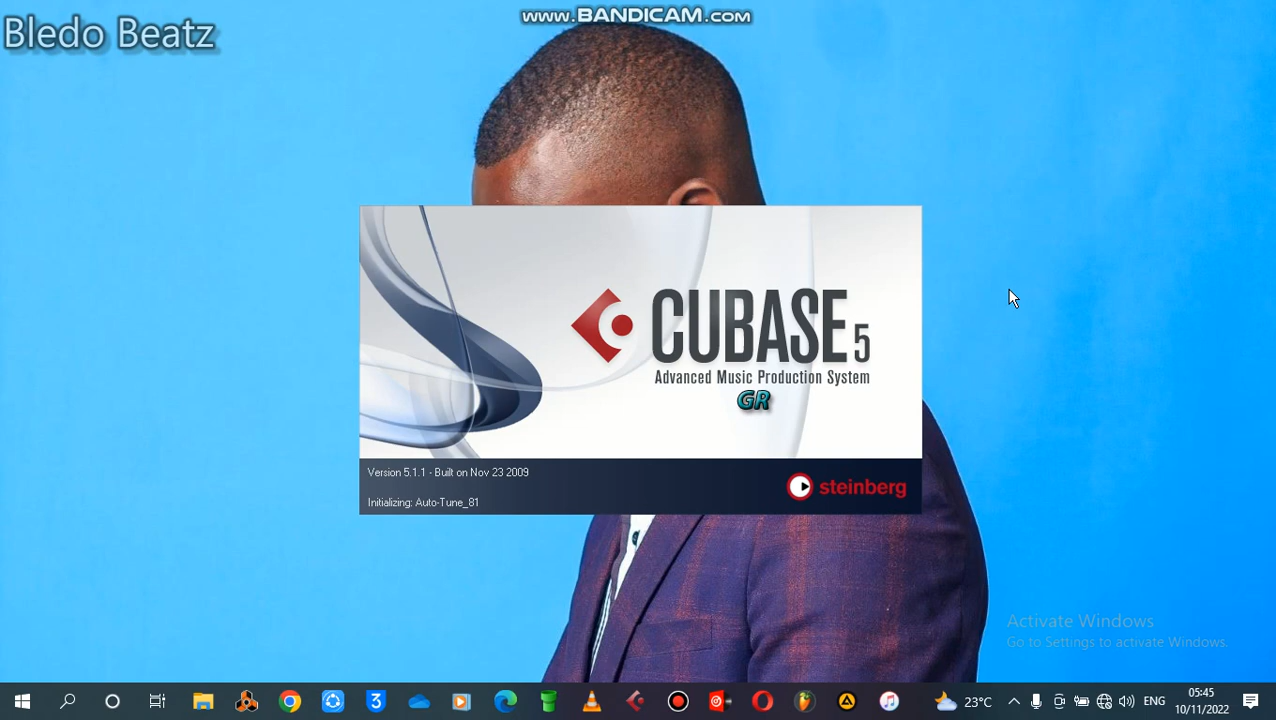 www.BANDICAM.com
Bledo Beatz
CUBASE 5
Advanced Music Production System
GR
Version 5.1.1 - Built on Nov 23 2009
Initializing: Auto-Tune_81
steinberg
Activate Windows
Go to Settings to activate Windows.
3
23°C
ENG
05:45
10/11/2022